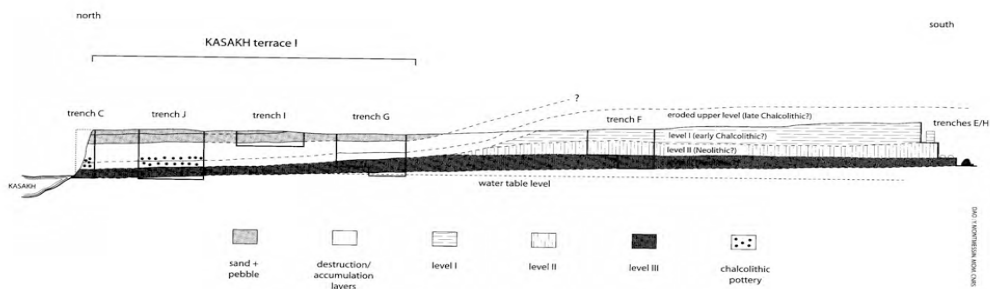 north
south
KASAKH terrace I
trench C
trench J
trench I
trench G
?
trench F
eroded upper level (late Chalcolithic?)
level I (early Chalcolithic?)
level II (Neolithic?)
trenches E/H
KASAKH
water table level
sand +
pebble
destruction/
accumulation
layers
level I
level II
level III
chalcolithic
pottery